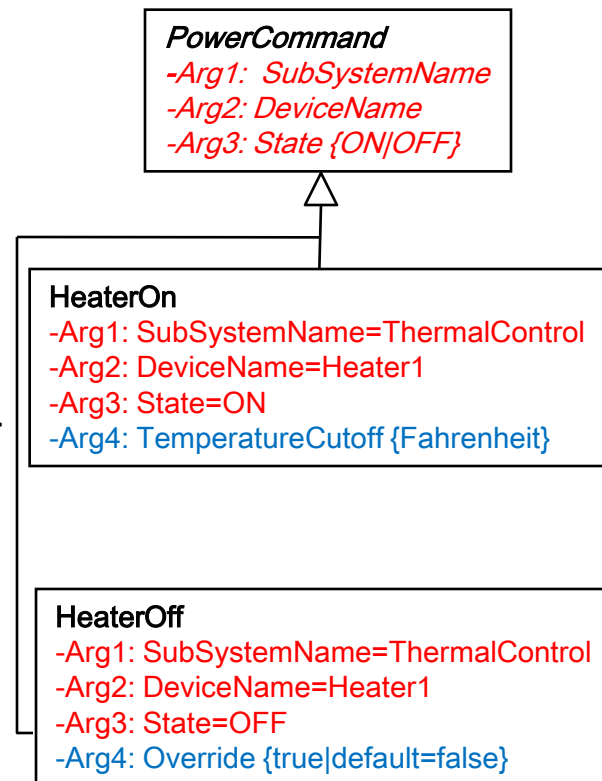 PowerCommand
-Arg1: SubSystemName
-Arg2: DeviceName
-Arg3: State {ON|OFF}
HeaterOn
-Arg1: SubSystemName=ThermalControl
-Arg2: DeviceName=Heater1
-Arg3: State=ON
-Arg4: TemperatureCutoff {Fahrenheit}
HeaterOff
-Arg1: SubSystemName=ThermalControl
-Arg2: DeviceName=Heater1
-Arg3: State=OFF
-Arg4: Override {true|default=false}